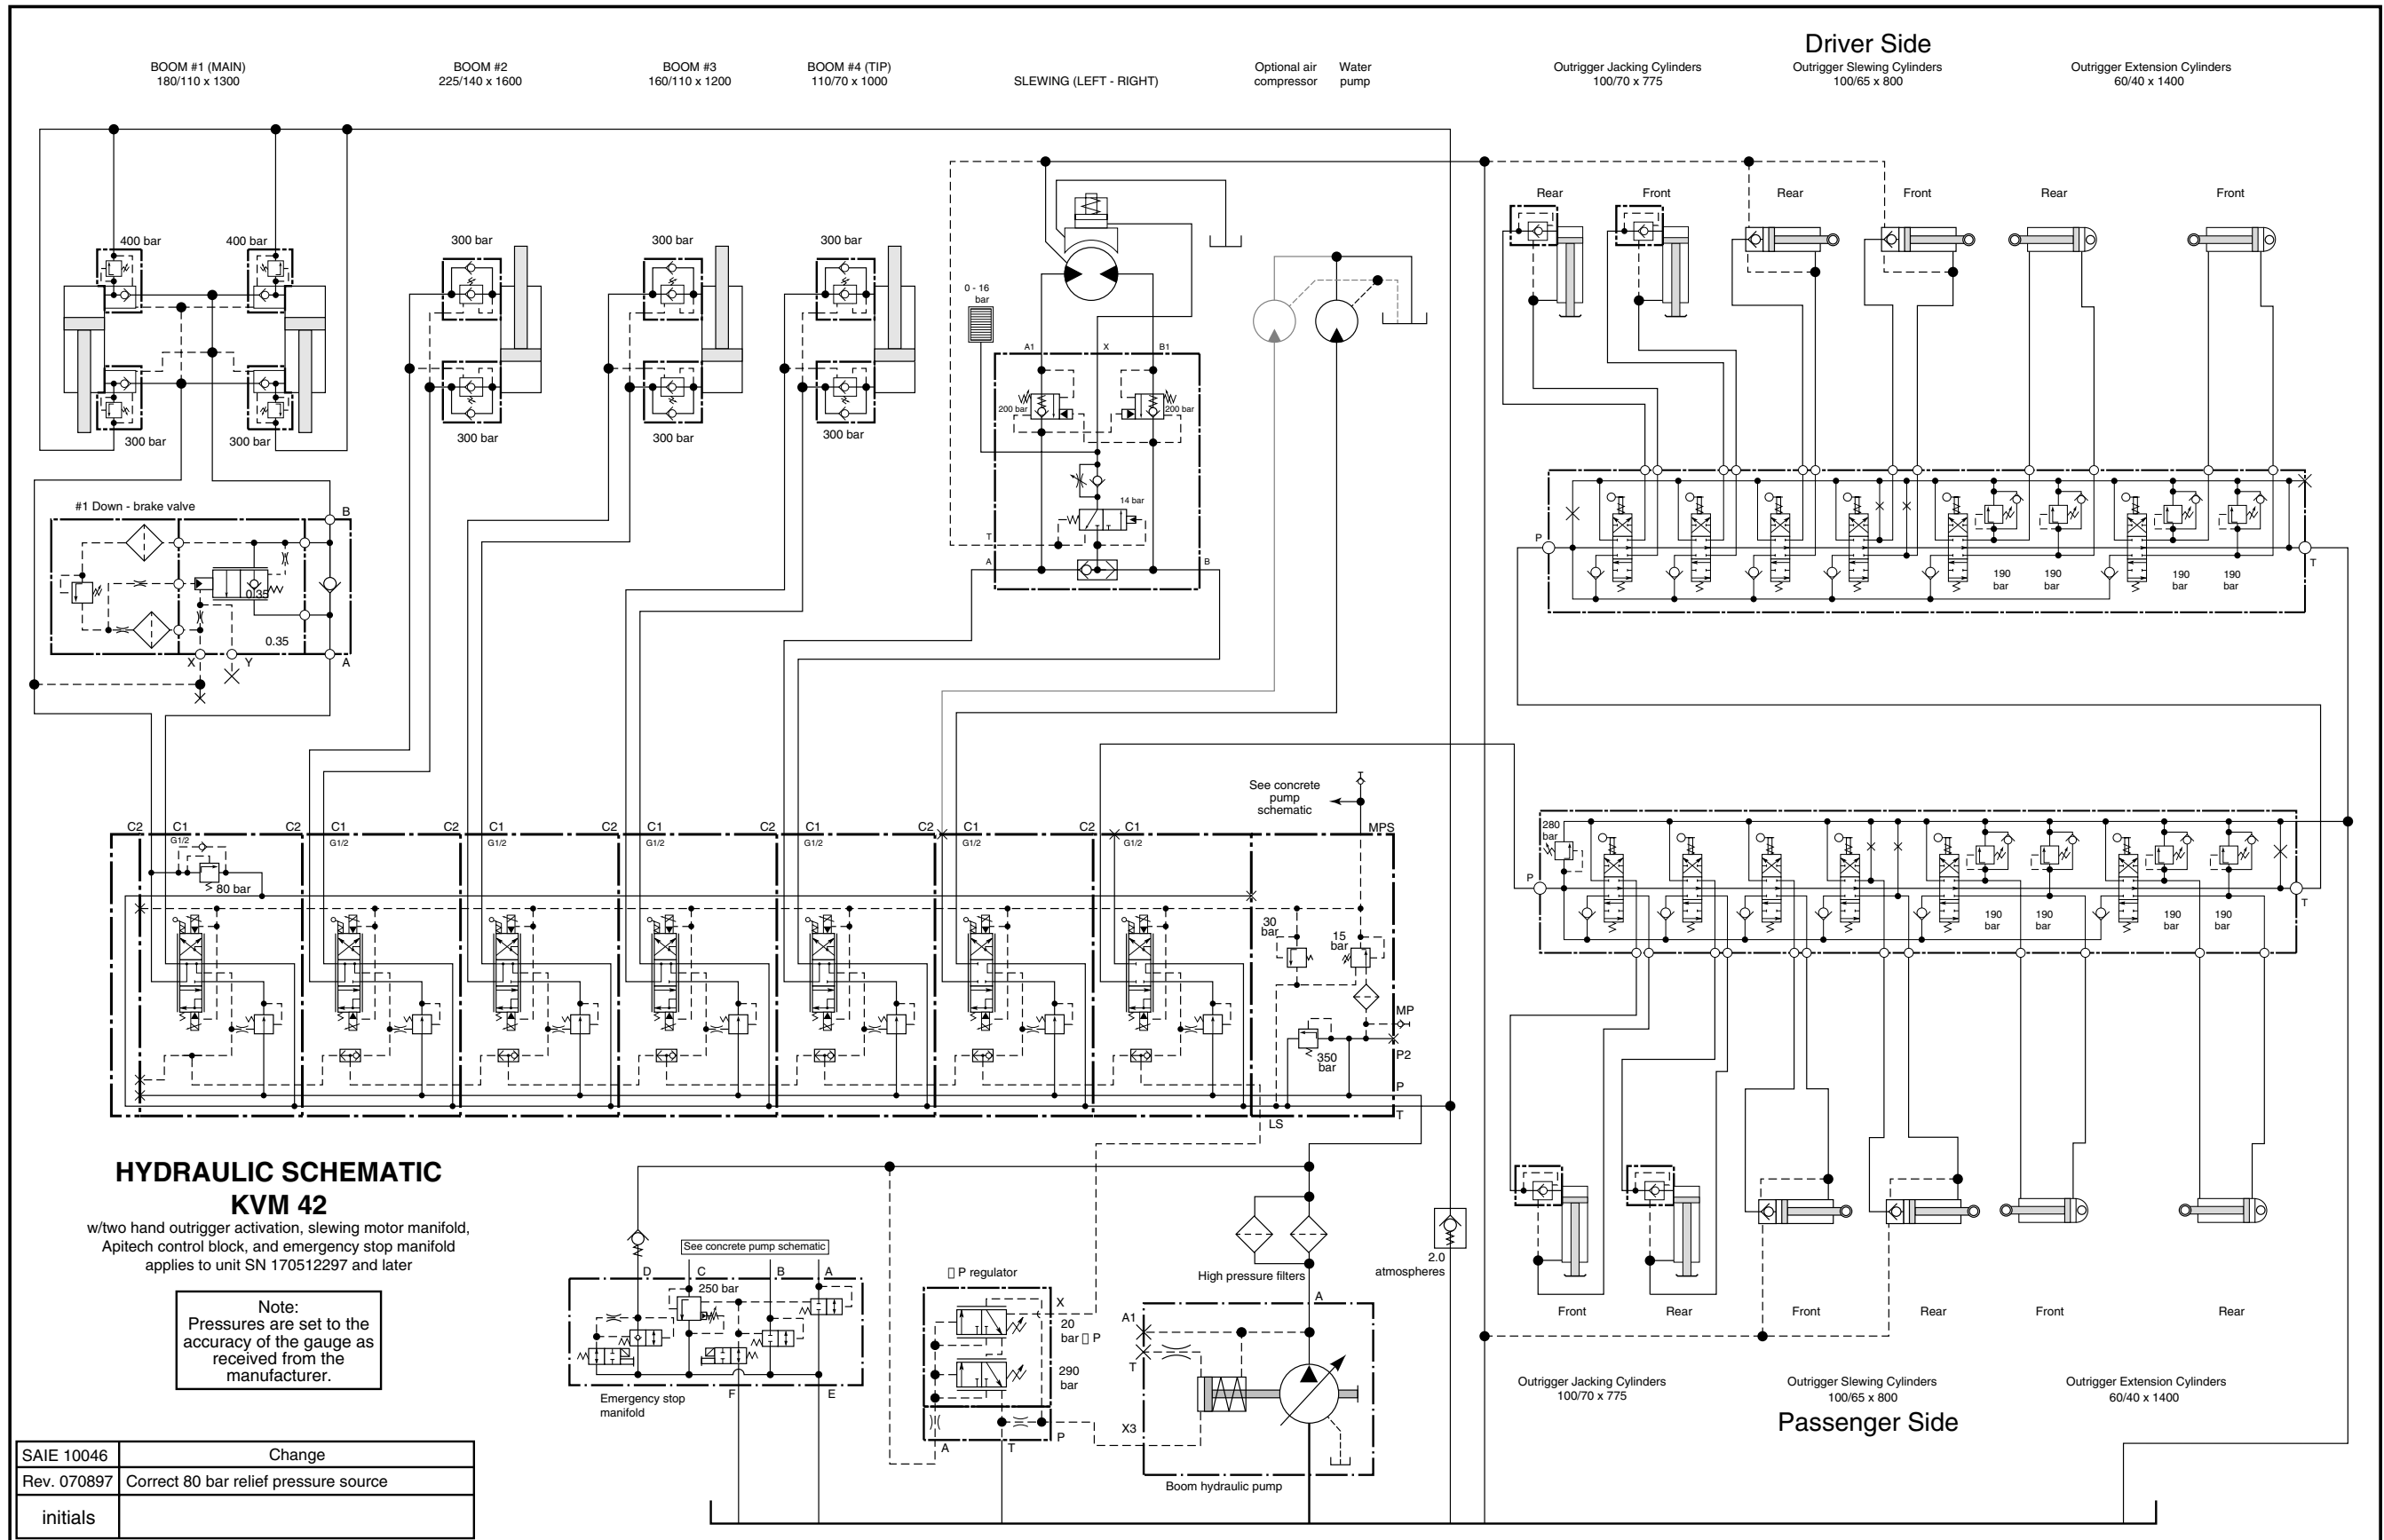 Driver Side
BOOM #1 (MAIN)
180/110 x 1300
BOOM #2
225/140 x 1600
BOOM #3
160/110 x 1200
BOOM #4 (TIP)
110/70 x 1000
SLEWING (LEFT - RIGHT)
Optional air
compressor
Water
pump
Outrigger Jacking Cylinders
100/70 x 775
Outrigger Slewing Cylinders
100/65 x 800
Outrigger Extension Cylinders
60/40 x 1400
Rear
Front
Rear
Front
Rear
Front
400 bar
400 bar
300 bar
300 bar
300 bar
300 bar
300 bar
300 bar
300 bar
300 bar
0 - 16
bar
A1
X
B1
200 bar
200 bar
14 bar
T
A
B
#1 Down - brake valve
B
0.35
0.35
X
Y
A
P
T
190
bar
190
bar
190
bar
190
bar
See concrete
pump
schematic
C2
C1
G1/2
C2
C1
G1/2
C2
C1
G1/2
C2
C1
G1/2
C2
C1
G1/2
C2
C1
G1/2
C2
C1
G1/2
MPS
80 bar
30
bar
15
bar
MP
P2
350
bar
P
T
LS
280
bar
P
T
190
bar
190
bar
190
bar
190
bar
HYDRAULIC SCHEMATIC
KVM 42
w/two hand outrigger activation, slewing motor manifold,
Apitech control block, and emergency stop manifold
applies to unit SN 170512297 and later
Note:
Pressures are set to the
accuracy of the gauge as
received from the
manufacturer.
See concrete pump schematic
D
C
B
A
250 bar
F
E
Emergency stop
manifold
▯ P regulator
X
20
bar ▯ P
290
bar
A
T
P
High pressure filters
2.0
atmospheres
A
A1
T
X3
Boom hydraulic pump
Front
Rear
Front
Rear
Front
Rear
Outrigger Jacking Cylinders
100/70 x 775
Outrigger Slewing Cylinders
100/65 x 800
Outrigger Extension Cylinders
60/40 x 1400
Passenger Side
SAIE 10046
Change
Rev. 070897
Correct 80 bar relief pressure source
initials